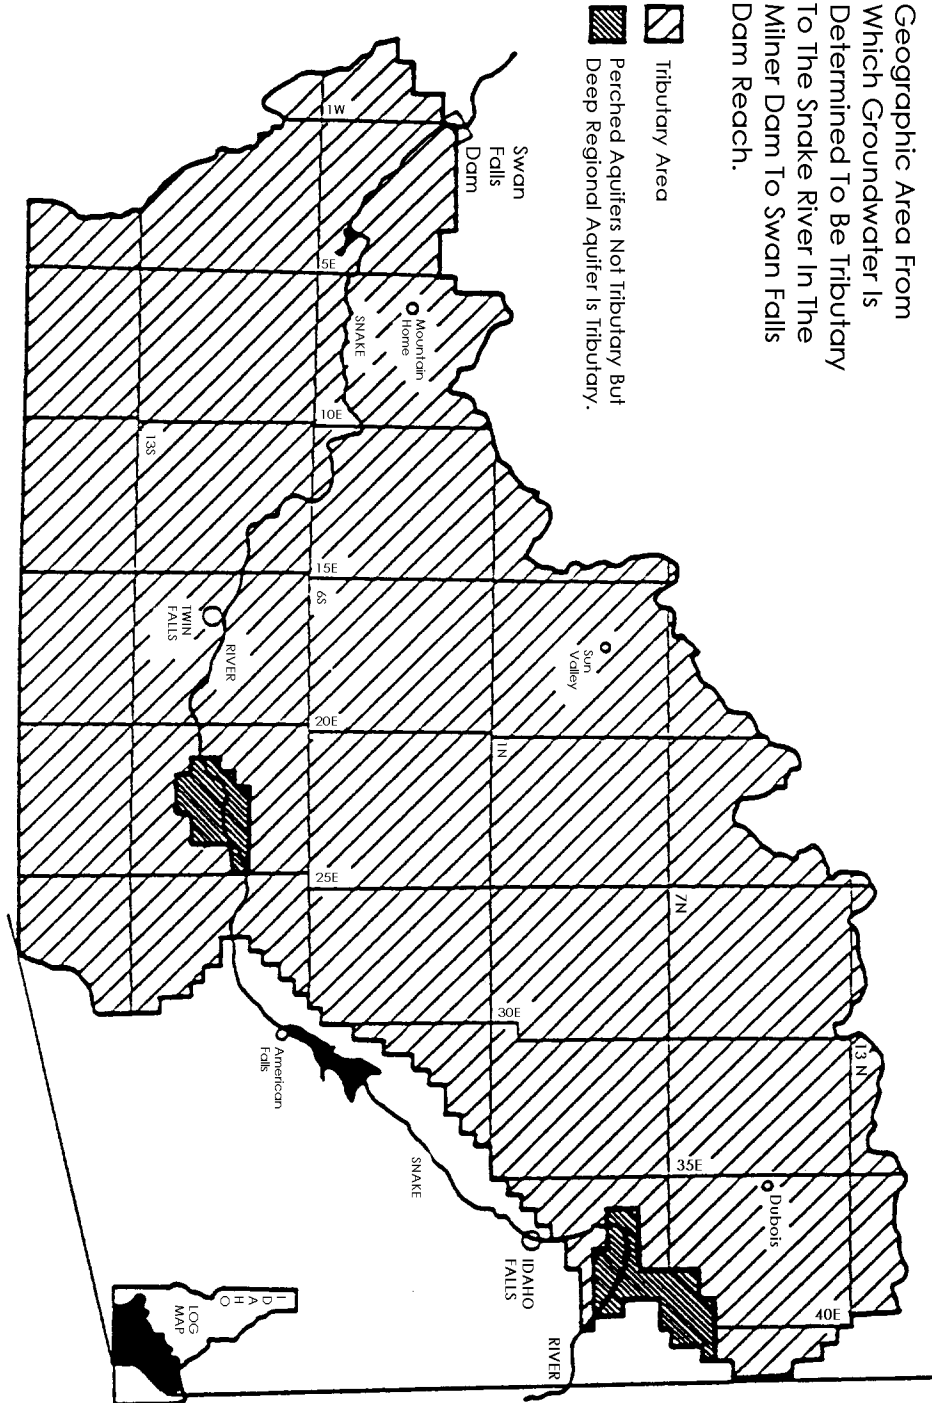 Geographic Area From
Which Groundwater Is
Determined To Be Tributary
To The Snake River In The
Milner Dam To Swan Falls
Dam Reach.
Tributary Area
Perched Aquifers Not Tributary But
Deep Regional Aquifer Is Tributary.
Swan
Falls
Dam
1W
5E
Mountain
Home
SNAKE
10E
13S
15E
6S
Sun
Valley
TWIN
FALLS
RIVER
20E
1N
25E
7N
30E
13 N
American
Falls
SNAKE
35E
Dubois
IDAHO
FALLS
40E
RIVER
IDAHO
LOG
MAP